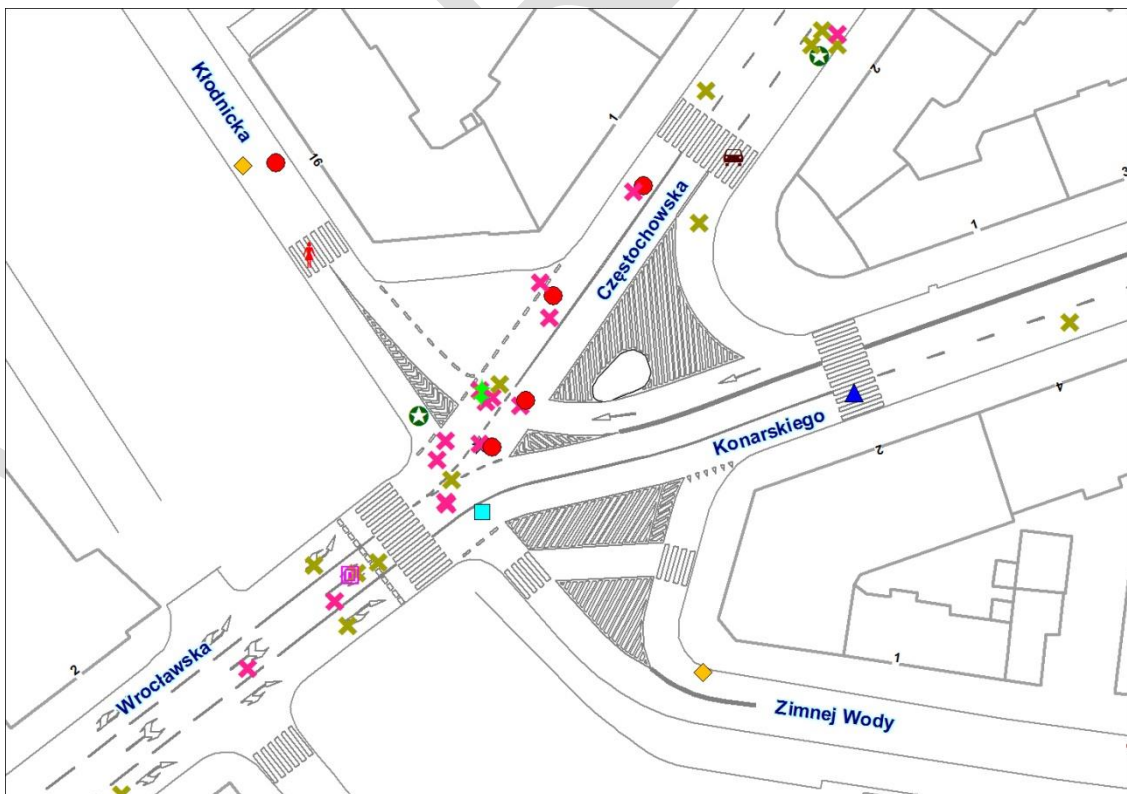 Kłodnicka
16
1
2
Częstochowska
3
1
4
Konarskiego
2
Wrocławska
2
1
Zimnej Wody